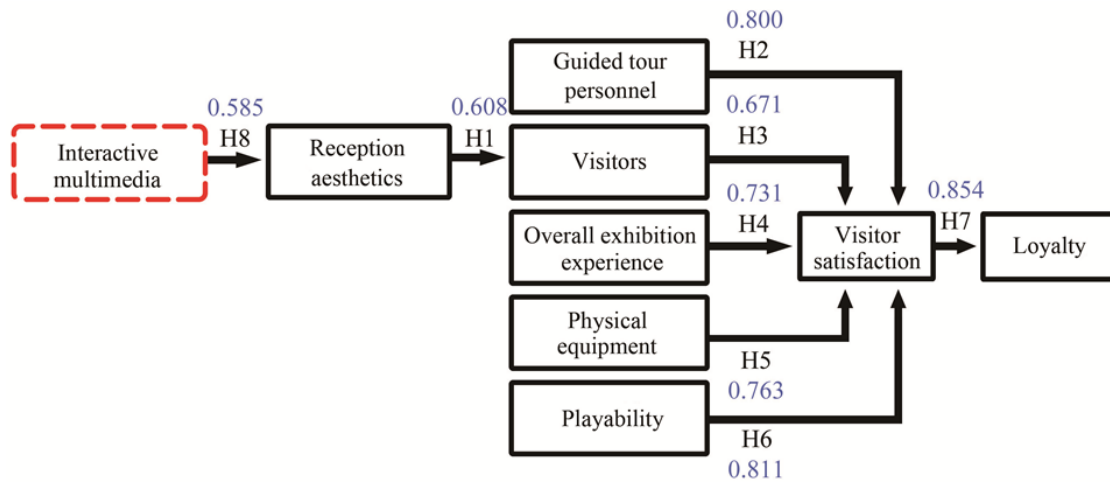 0.800
H2
Guided tour
personnel
0.585
H8
0.608
H1
0.671
H3
Interactive
multimedia
Reception
aesthetics
Visitors
0.731
H4
0.854
H7
Overall exhibition
experience
Visitor
satisfaction
Loyalty
Physical
equipment
H5
0.763
Playability
H6
0.811